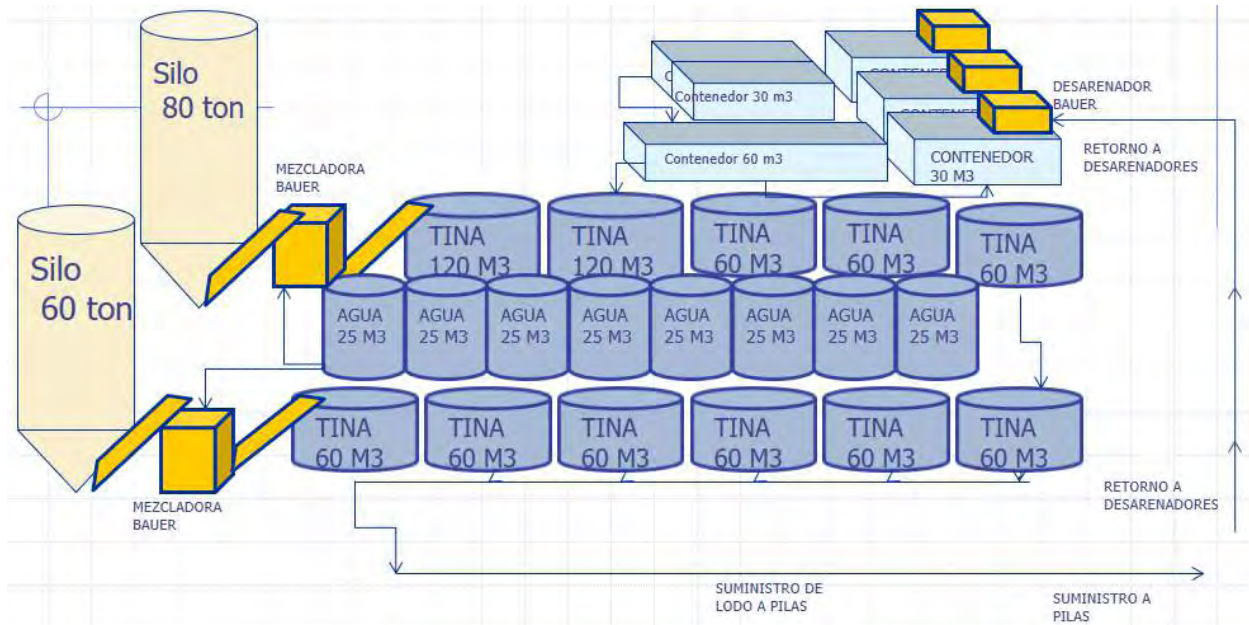 Silo
80 ton
Contenedor 30 m3
CONTENEDO
CONTENE
DESARENADOR
BAUER
MEZCLADORA
BAUER
Contenedor 60 m3
CONTENEDOR
30 M3
RETORNO A
DESARENADORES
Silo
60 ton
TINA
120 M3
TINA
120 M3
TINA
60 M3
TINA
60 M3
TINA
60 M3
AGUA
25 M3
AGUA
25 M3
AGUA
25 M3
AGUA
25 M3
AGUA
25 M3
AGUA
25 M3
AGUA
25 M3
AGUA
25 M3
TINA
60 M3
TINA
60 M3
TINA
60 M3
TINA
60 M3
TINA
60 M3
TINA
60 M3
MEZCLADORA
BAUER
RETORNO A
DESARENADORES
SUMINISTRO DE
LODO A PILAS
SUMINISTRO A
PILAS